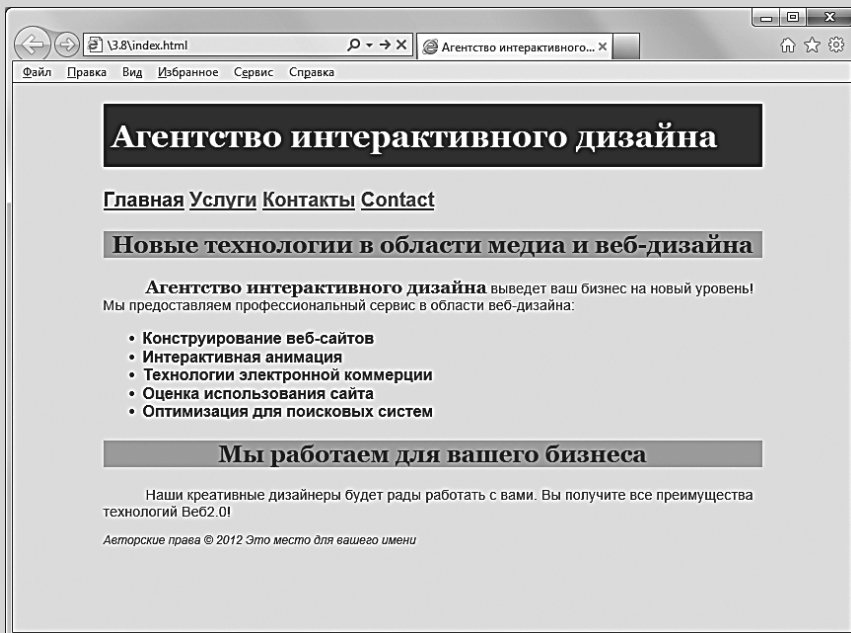 \3.8\index.html
Агентство интерактивного...
Файл Правка Вид Избранное Сервис Справка
Агентство интерактивного дизайна
Главная Услуги Контакты Contact
Новые технологии в области медиа и веб-дизайна
Агентство интерактивного дизайна выведет ваш бизнес на новый уровень!
Мы предоставляем профессиональный сервис в области веб-дизайна:
• Конструирование веб-сайтов
• Интерактивная анимация
• Технологии электронной коммерции
• Оценка использования сайта
• Оптимизация для поисковых систем
Мы работаем для вашего бизнеса
Наши креативные дизайнеры будет рады работать с вами. Вы получите все преимущества
технологий Веб2.0!
Авторские права © 2012 Это место для вашего имени